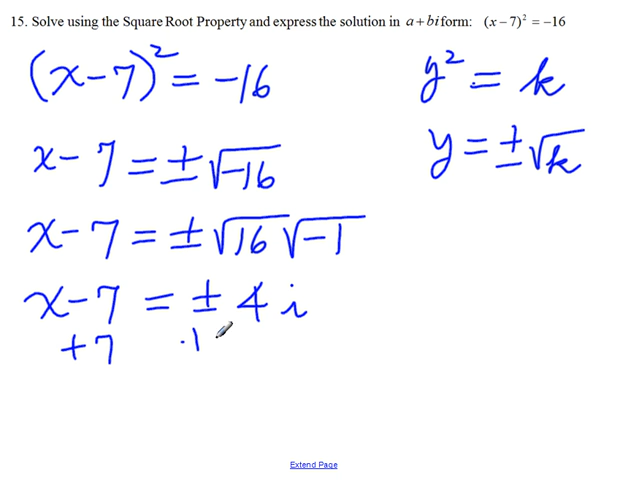 15. Solve using the Square Root Property and express the solution in a+bi form: (x−7)² = −16
(x−7)² = −16
y² = k
x−7 = ±√−16
y = ±√k
x−7 = ±√16 √−1
x−7 = ± 4 i
+7
Extend Page